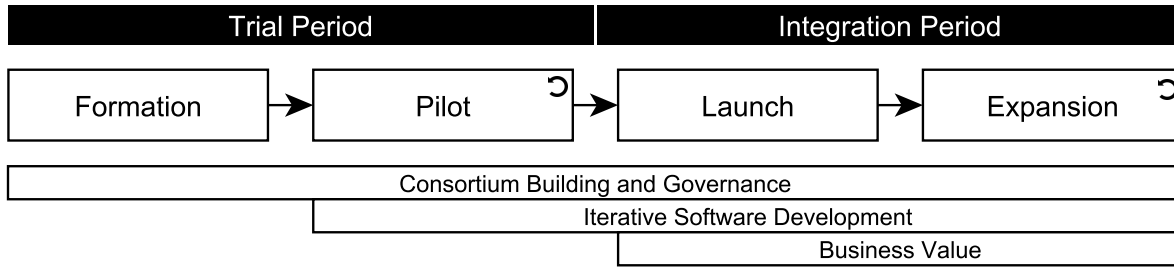 Trial Period
Integration Period
Formation
Pilot
Launch
Expansion
Consortium Building and Governance
Iterative Software Development
Business Value